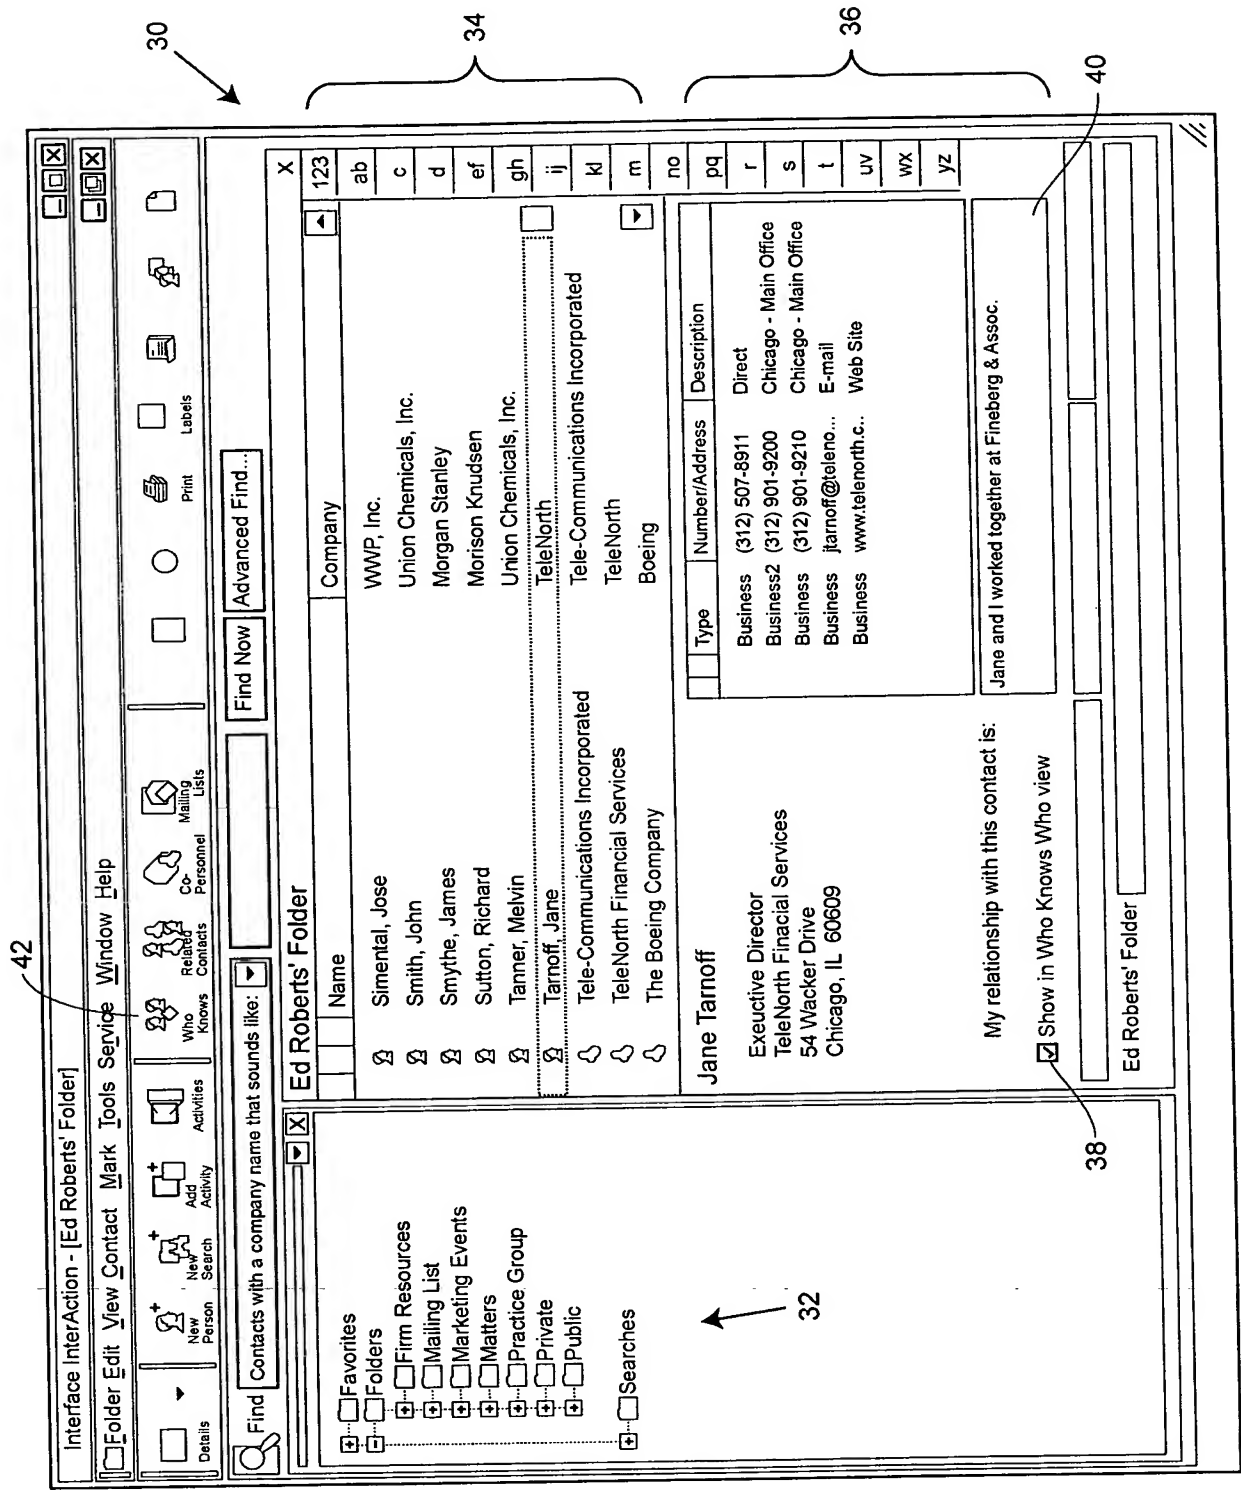 30
34
36
40
42
38
32
Interface InterAction - [Ed Roberts' Folder]
Folder Edit View Contact Mark Tools Service Window Help
Details
New Person
New Search
Add Activity
Activities
Who Knows
Related Contacts
Co-Personnel
Mailing Lists
Print
Labels
Find Contacts with a company name that sounds like: Find Now Advanced Find...
Favorites
Folders
Firm Resources
Mailing List
Marketing Events
Matters
Practice Group
Private
Public
Searches
Ed Roberts' Folder X
Name Company
Simental, Jose WWP, Inc.
Smith, John Union Chemicals, Inc.
Smythe, James Morgan Stanley
Sutton, Richard Morison Knudsen
Tanner, Melvin Union Chemicals, Inc.
Tarnoff, Jane TeleNorth
Tele-Communications Incorporated Tele-Communications Incorporated
TeleNorth Financial Services TeleNorth
The Boeing Company Boeing
123
ab
c
d
ef
gh
ij
kl
m
no
pq
r
s
t
uv
wx
yz
Jane Tarnoff
Exeuctive Director
TeleNorth Finacial Services
54 Wacker Drive
Chicago, IL 60609
Type Number/Address Description
Business (312) 507-8911 Direct
Business2 (312) 901-9200 Chicago - Main Office
Business (312) 901-9210 Chicago - Main Office
Business jtarnoff@teleno... E-mail
Business www.telenorth.c.. Web Site
My relationship with this contact is: Jane and I worked together at Fineberg & Assoc.
Show in Who Knows Who view
Ed Roberts' Folder